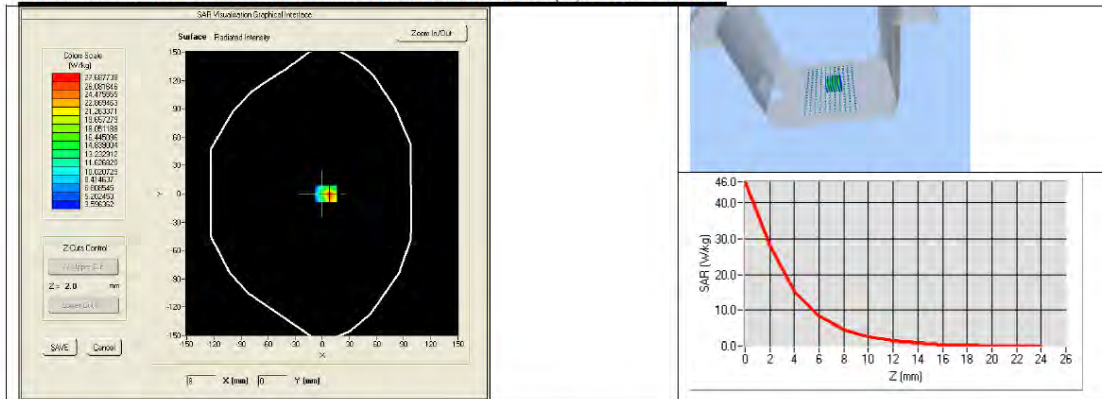 SAR Visualisation Graphical Interface
Surface Radiated Intensity
Zoom In/Out
Colors Scale
(W/kg)
27.687738
26.081646
24.475555
22.869463
21.263371
19.657279
18.051188
16.445096
14.839004
13.232912
11.626820
10.020729
8.414637
6.808545
5.202453
3.596362
Z Cuts Control
Z = 2.0 mm
SAVE
Cancel
150
120
90
60
30
0
-30
-60
-90
-120
-150
Y
-150 -120 -90 -60 -30 0 30 60 90 120 150
X
8 X (mm) 0 Y (mm)
46.0
40.0
30.0
20.0
10.0
0.0
SAR (W/kg)
0 2 4 6 8 10 12 14 16 18 20 22 24 26
Z (mm)